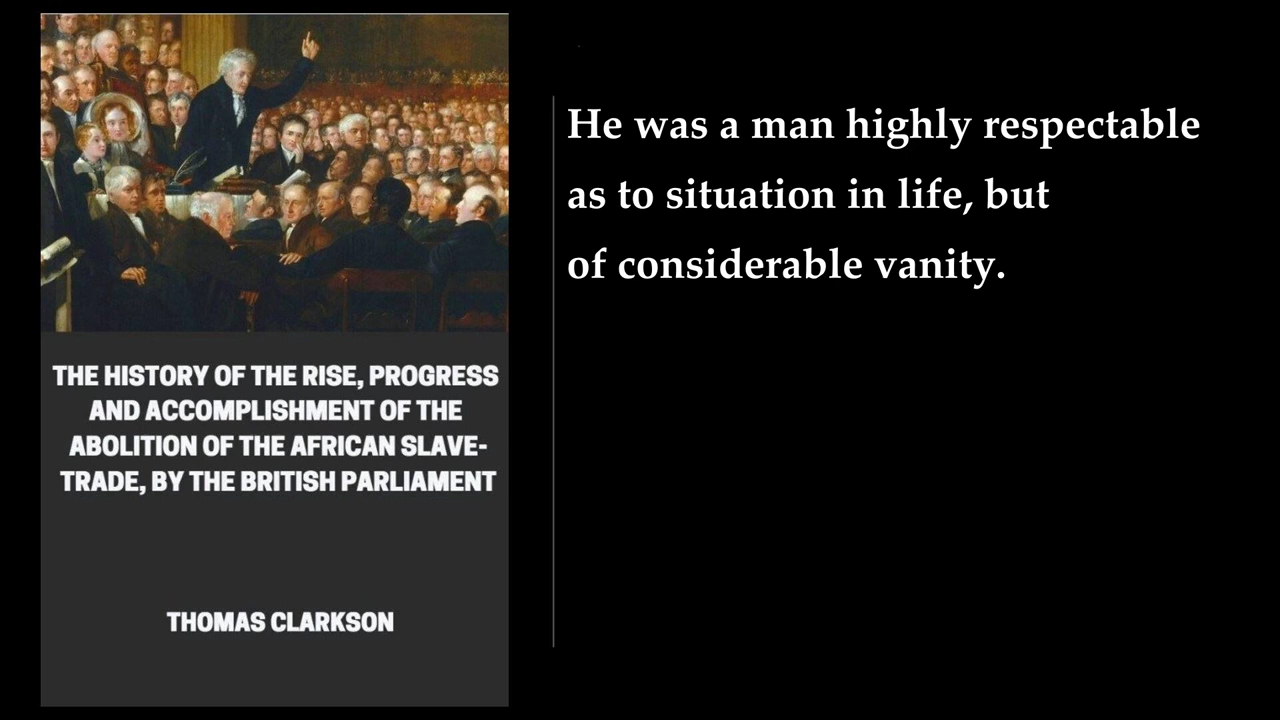 THE HISTORY OF THE RISE, PROGRESS
AND ACCOMPLISHMENT OF THE
ABOLITION OF THE AFRICAN SLAVE-
TRADE, BY THE BRITISH PARLIAMENT
THOMAS CLARKSON
He was a man highly respectable
as to situation in life, but
of considerable vanity.